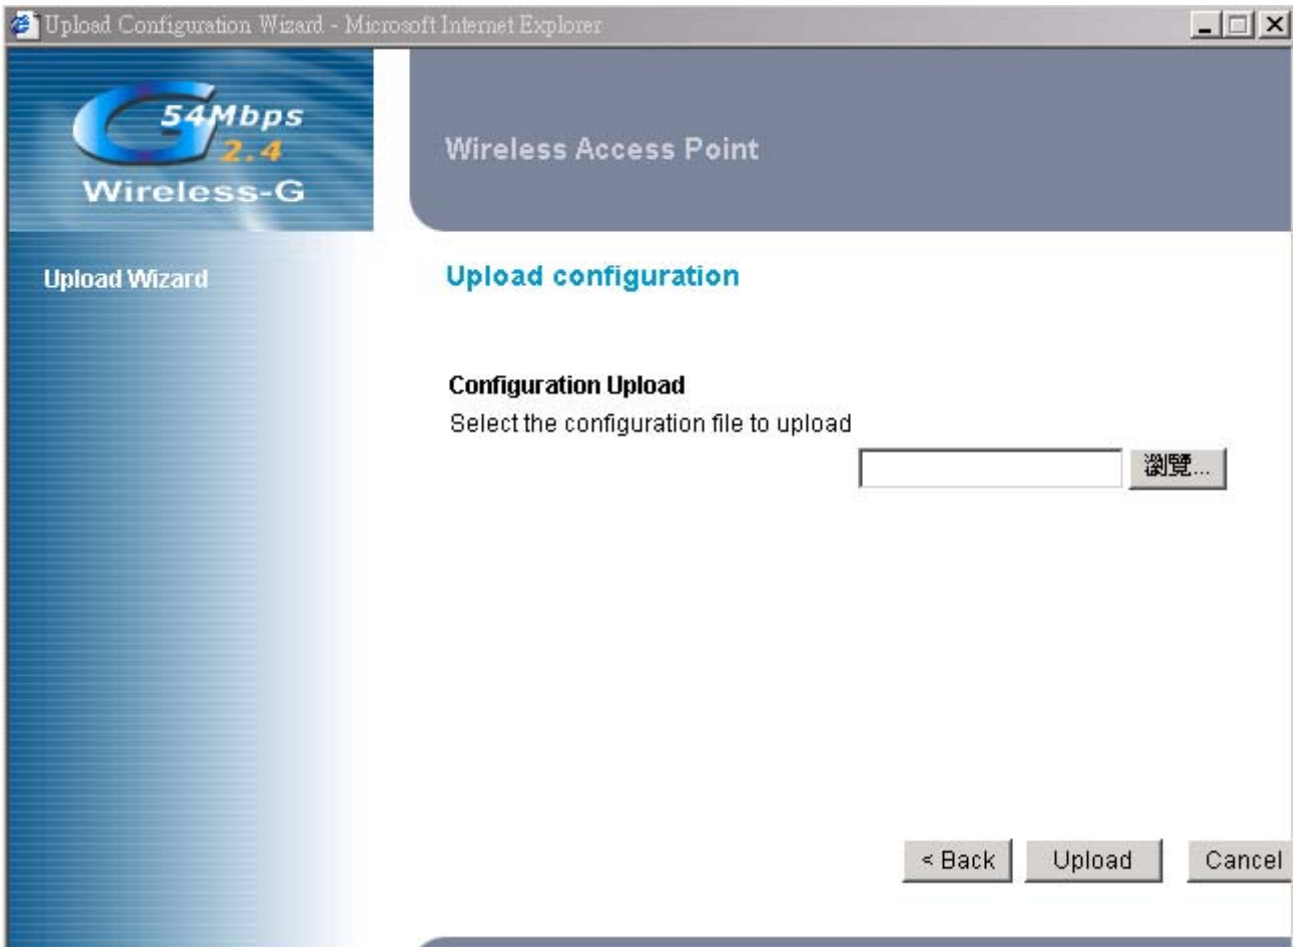 Upload Configuration Wizard - Microsoft Internet Explorer
54Mbps
2.4
Wireless-G
Wireless Access Point
Upload Wizard
Upload configuration
Configuration Upload
Select the configuration file to upload
瀏覽...
< Back
Upload
Cancel